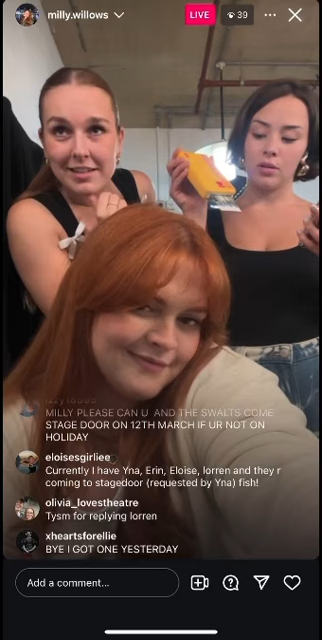 milly.willows
LIVE
39
MILLY PLEASE CAN U AND THE SWALTS COME
STAGE DOOR ON 12TH MARCH IF UR NOT ON
HOLIDAY
eloisesgirliee
Currently I have Yna, Erin, Eloise, lorren and they r
coming to stagedoor (requested by Yna) fish!
olivia_lovestheatre
Tysm for replying lorren
xheartsforellie
BYE I GOT ONE YESTERDAY
Add a comment...